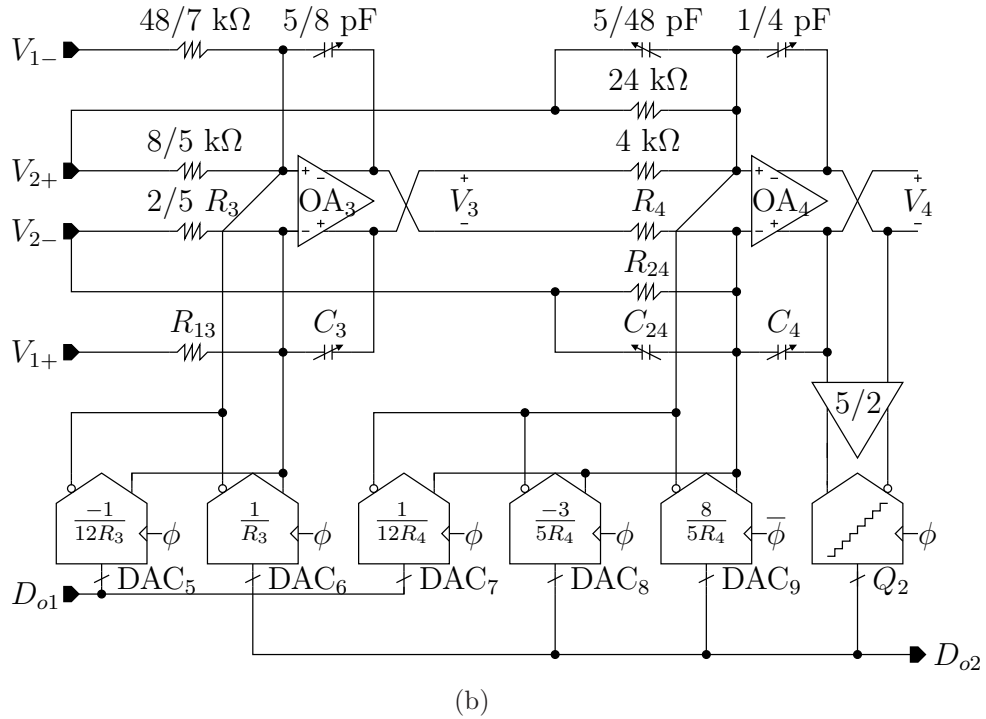 48/7 kΩ 5/8 pF 5/48 pF 1/4 pF
V1−
24 kΩ
8/5 kΩ 4 kΩ
V2+ + − + − + +
2/5 R3 OA3 V3 R4 OA4 V4
V2− − + − − + −
R24
R13 C3 C24 C4
V1+
5/2
−1/12R3 ϕ 1/R3 ϕ 1/12R4 ϕ −3/5R4 ϕ 8/5R4 ϕ̅ ϕ
DAC5 DAC6 DAC7 DAC8 DAC9 Q2
Do1
Do2
(b)